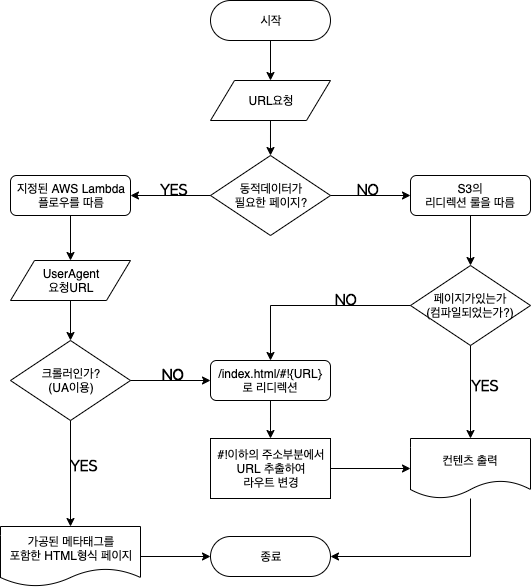 시작
URL요청
동적데이터가
필요한 페이지?
YES
NO
지정된 AWS Lambda
플로우를 따름
S3의
리디렉션 룰을 따름
UserAgent
요청URL
페이지가있는가
(컴파일되었는가?)
NO
YES
크롤러인가?
(UA이용)
NO
YES
/index.html/#!{URL}
로 리디렉션
#!이하의 주소부분에서
URL 추출하여
라우트 변경
컨텐츠 출력
가공된 메타태그를
포함한 HTML형식 페이지
종료